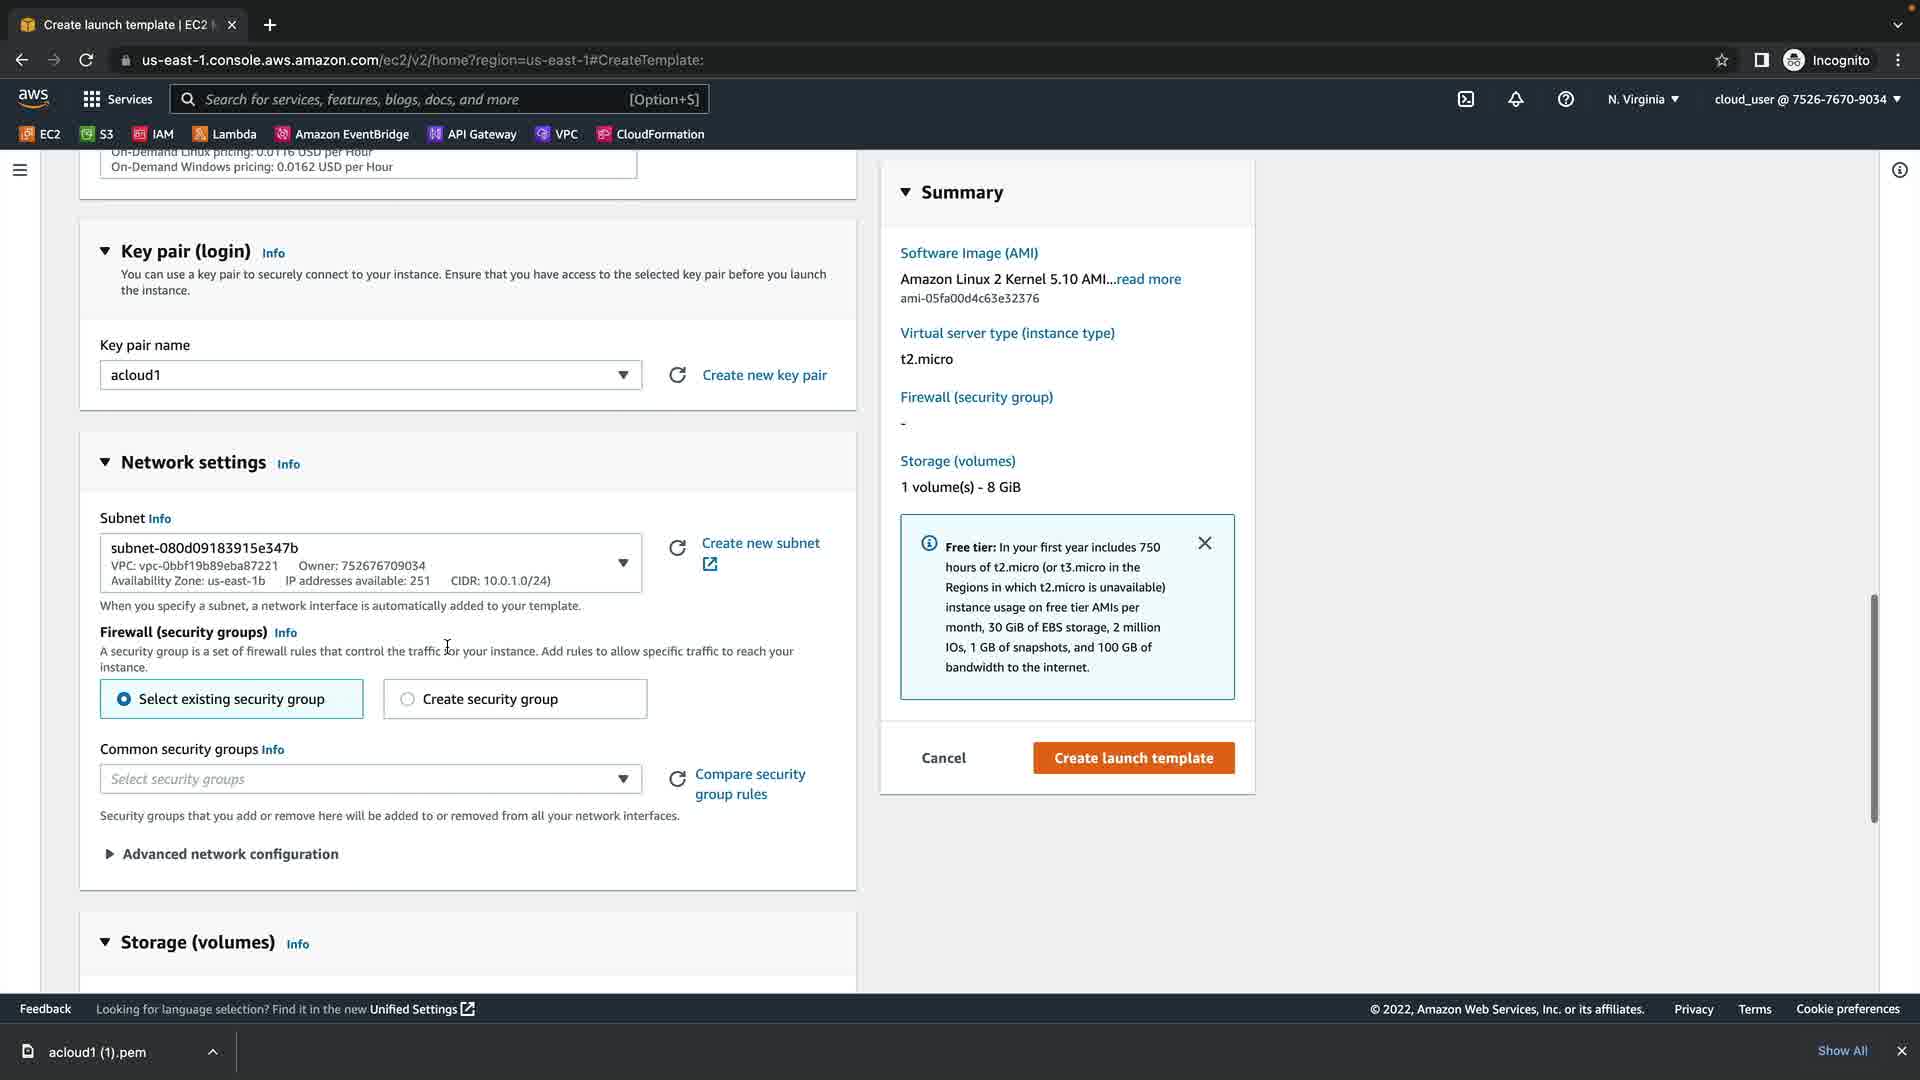 Create launch template | EC2
us-east-1.console.aws.amazon.com/ec2/v2/home?region=us-east-1#CreateTemplate:
Incognito
aws
Services
Search for services, features, blogs, docs, and more
[Option+S]
N. Virginia
cloud_user @ 7526-7670-9034
EC2
S3
IAM
Lambda
Amazon EventBridge
API Gateway
VPC
CloudFormation
On-Demand Linux pricing: 0.0116 USD per Hour
On-Demand Windows pricing: 0.0162 USD per Hour
Key pair (login) Info
You can use a key pair to securely connect to your instance. Ensure that you have access to the selected key pair before you launch
the instance.
Key pair name
acloud1
Create new key pair
Network settings Info
Subnet Info
subnet-080d09183915e347b
VPC: vpc-0bbf19b89eba87221 Owner: 752676709034
Availability Zone: us-east-1b IP addresses available: 251 CIDR: 10.0.1.0/24)
Create new subnet
When you specify a subnet, a network interface is automatically added to your template.
Firewall (security groups) Info
A security group is a set of firewall rules that control the traffic for your instance. Add rules to allow specific traffic to reach your
instance.
Select existing security group
Create security group
Common security groups Info
Select security groups
Compare security
group rules
Security groups that you add or remove here will be added to or removed from all your network interfaces.
Advanced network configuration
Storage (volumes) Info
Summary
Software Image (AMI)
Amazon Linux 2 Kernel 5.10 AMI...read more
ami-05fa00d4c63e32376
Virtual server type (instance type)
t2.micro
Firewall (security group)
-
Storage (volumes)
1 volume(s) - 8 GiB
Free tier: In your first year includes 750
hours of t2.micro (or t3.micro in the
Regions in which t2.micro is unavailable)
instance usage on free tier AMIs per
month, 30 GiB of EBS storage, 2 million
IOs, 1 GB of snapshots, and 100 GB of
bandwidth to the internet.
Cancel
Create launch template
Feedback
Looking for language selection? Find it in the new Unified Settings
© 2022, Amazon Web Services, Inc. or its affiliates.
Privacy
Terms
Cookie preferences
acloud1 (1).pem
Show All